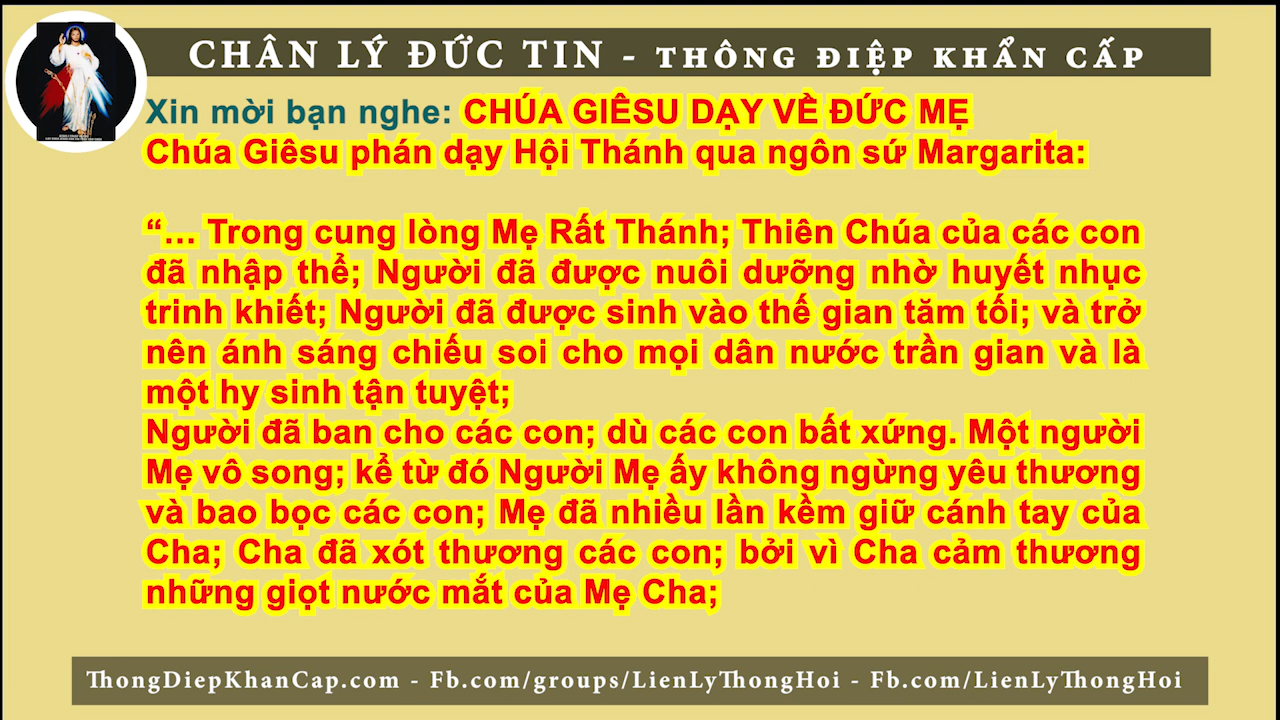 CHÂN LÝ ĐỨC TIN - THÔNG ĐIỆP KHẨN CẤP
Xin mời bạn nghe: CHÚA GIÊSU DẠY VỀ ĐỨC MẸ
Chúa Giêsu phán dạy Hội Thánh qua ngôn sứ Margarita:
“... Trong cung lòng Mẹ Rất Thánh; Thiên Chúa của các con
đã nhập thể; Người đã được nuôi dưỡng nhờ huyết nhục
trinh khiết; Người đã được sinh vào thế gian tăm tối; và trở
nên ánh sáng chiếu soi cho mọi dân nước trần gian và là
một hy sinh tận tuyệt;
Người đã ban cho các con; dù các con bất xứng. Một người
Mẹ vô song; kể từ đó Người Mẹ ấy không ngừng yêu thương
và bao bọc các con; Mẹ đã nhiều lần kềm giữ cánh tay của
Cha; Cha đã xót thương các con; bởi vì Cha cảm thương
những giọt nước mắt của Mẹ Cha;
ThongDiepKhanCap.com - Fb.com/groups/LienLyThongHoi - Fb.com/LienLyThongHoi